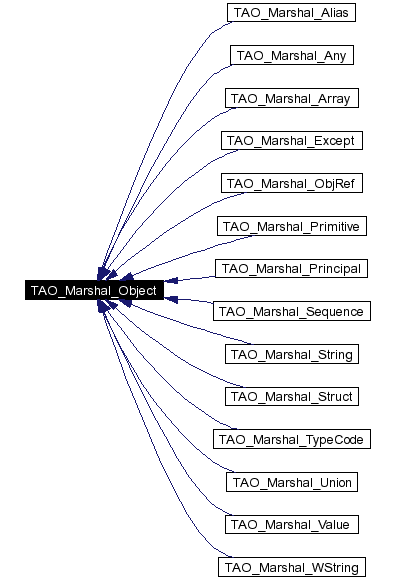 TAO_Marshal_Alias
TAO_Marshal_Any
TAO_Marshal_Array
TAO_Marshal_Except
TAO_Marshal_ObjRef
TAO_Marshal_Primitive
TAO_Marshal_Principal
TAO_Marshal_Object
TAO_Marshal_Sequence
TAO_Marshal_String
TAO_Marshal_Struct
TAO_Marshal_TypeCode
TAO_Marshal_Union
TAO_Marshal_Value
TAO_Marshal_WString